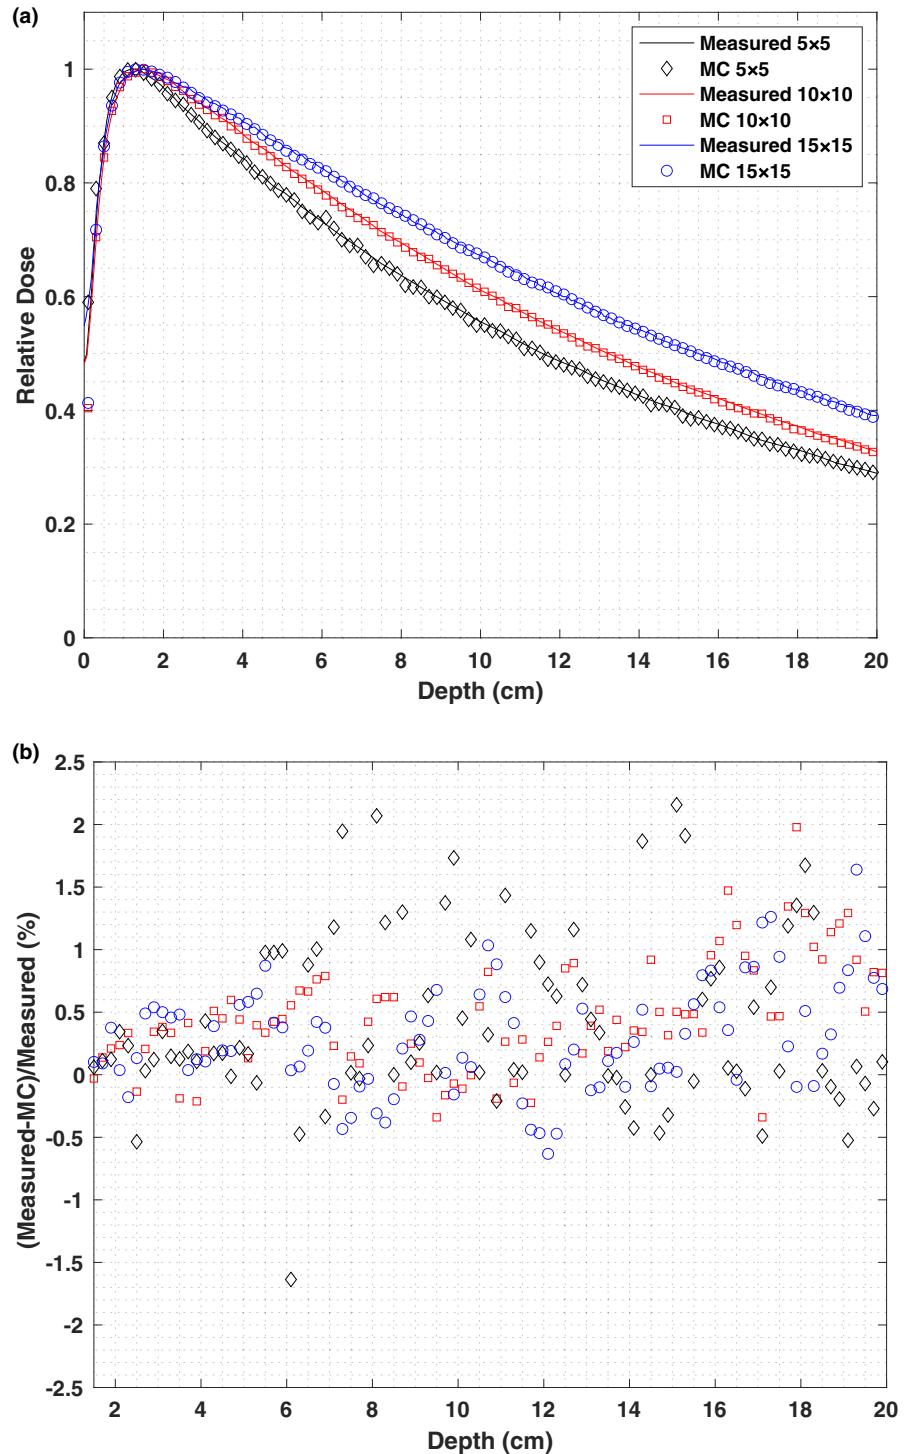 (a)
Measured 5×5
MC 5×5
Measured 10×10
MC 10×10
Measured 15×15
MC 15×15
1
0.8
0.6
0.4
0.2
0
Relative Dose
0 2 4 6 8 10 12 14 16 18 20
Depth (cm)
(b)
2.5
2
1.5
1
0.5
0
-0.5
-1
-1.5
-2
-2.5
(Measured-MC)/Measured (%)
2 4 6 8 10 12 14 16 18 20
Depth (cm)